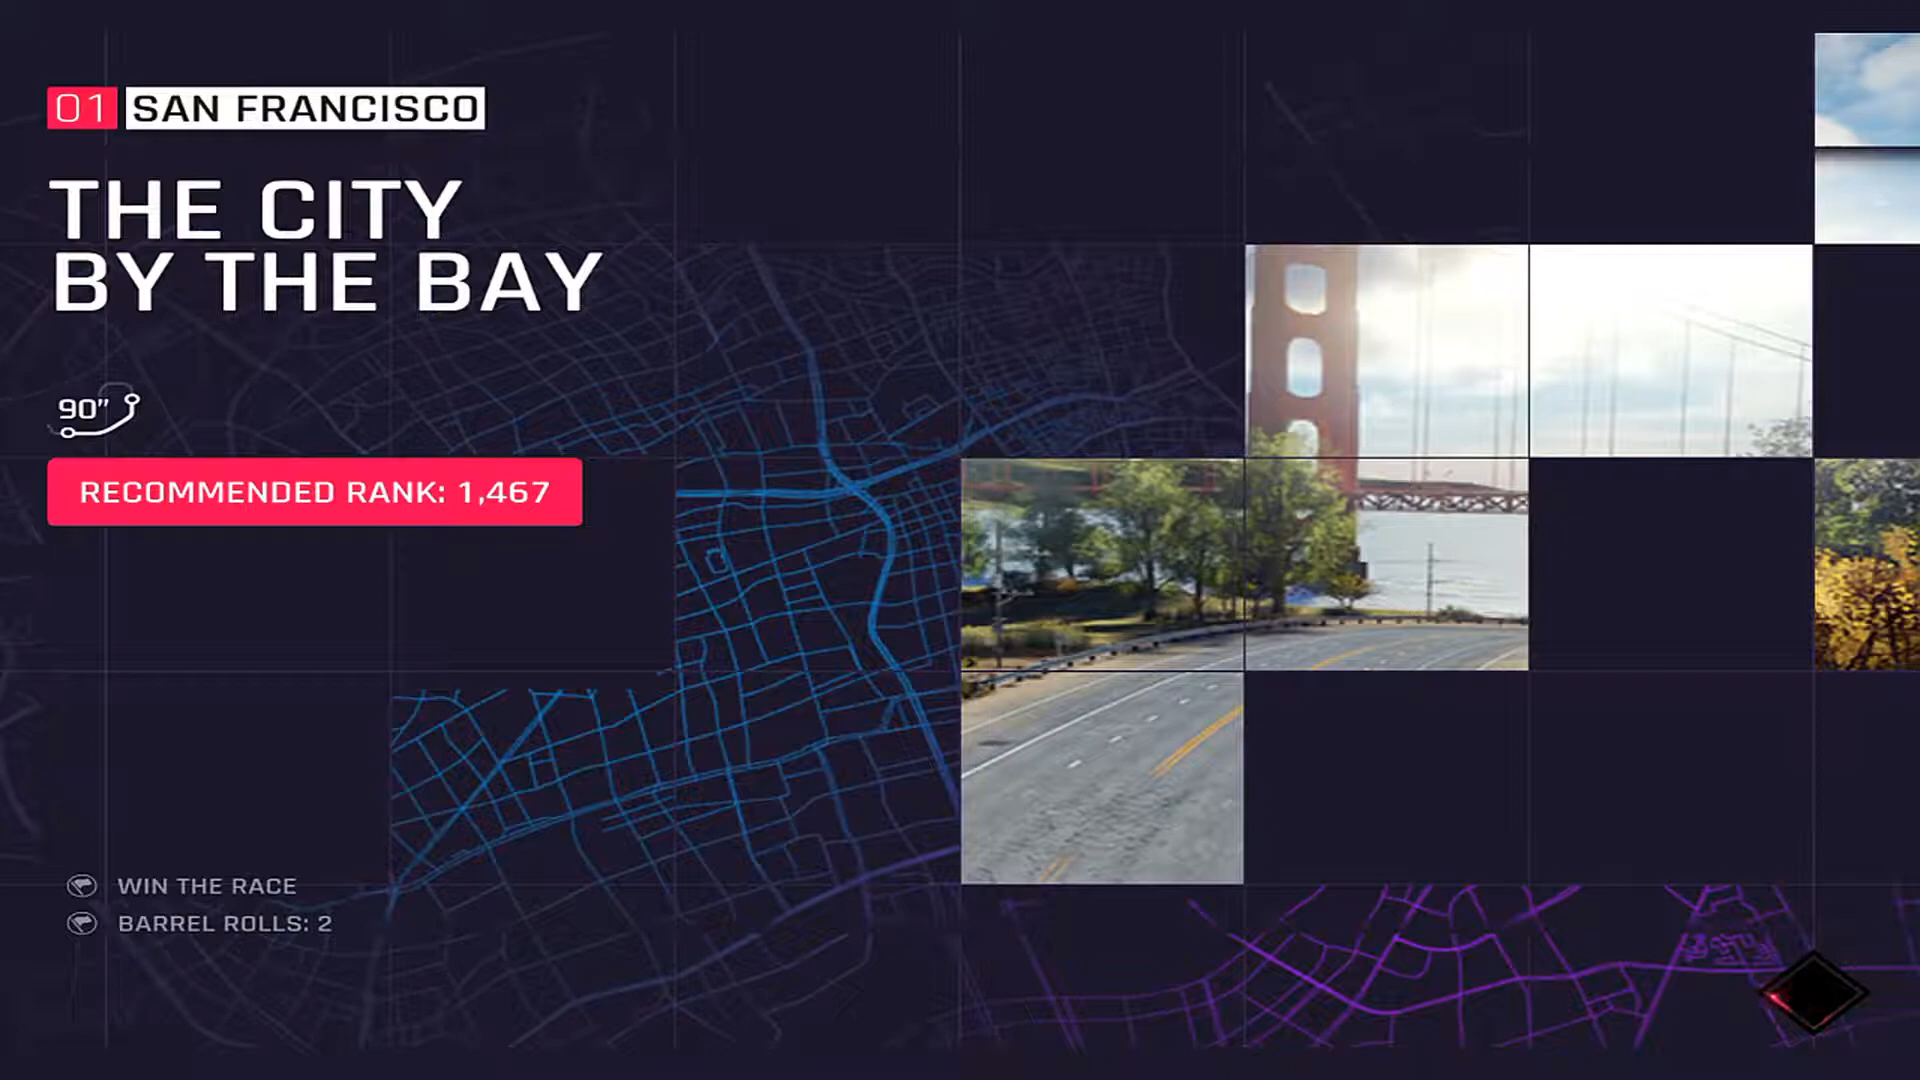 01 SAN FRANCISCO
THE CITY
BY THE BAY
90"
RECOMMENDED RANK: 1,467
WIN THE RACE
BARREL ROLLS: 2